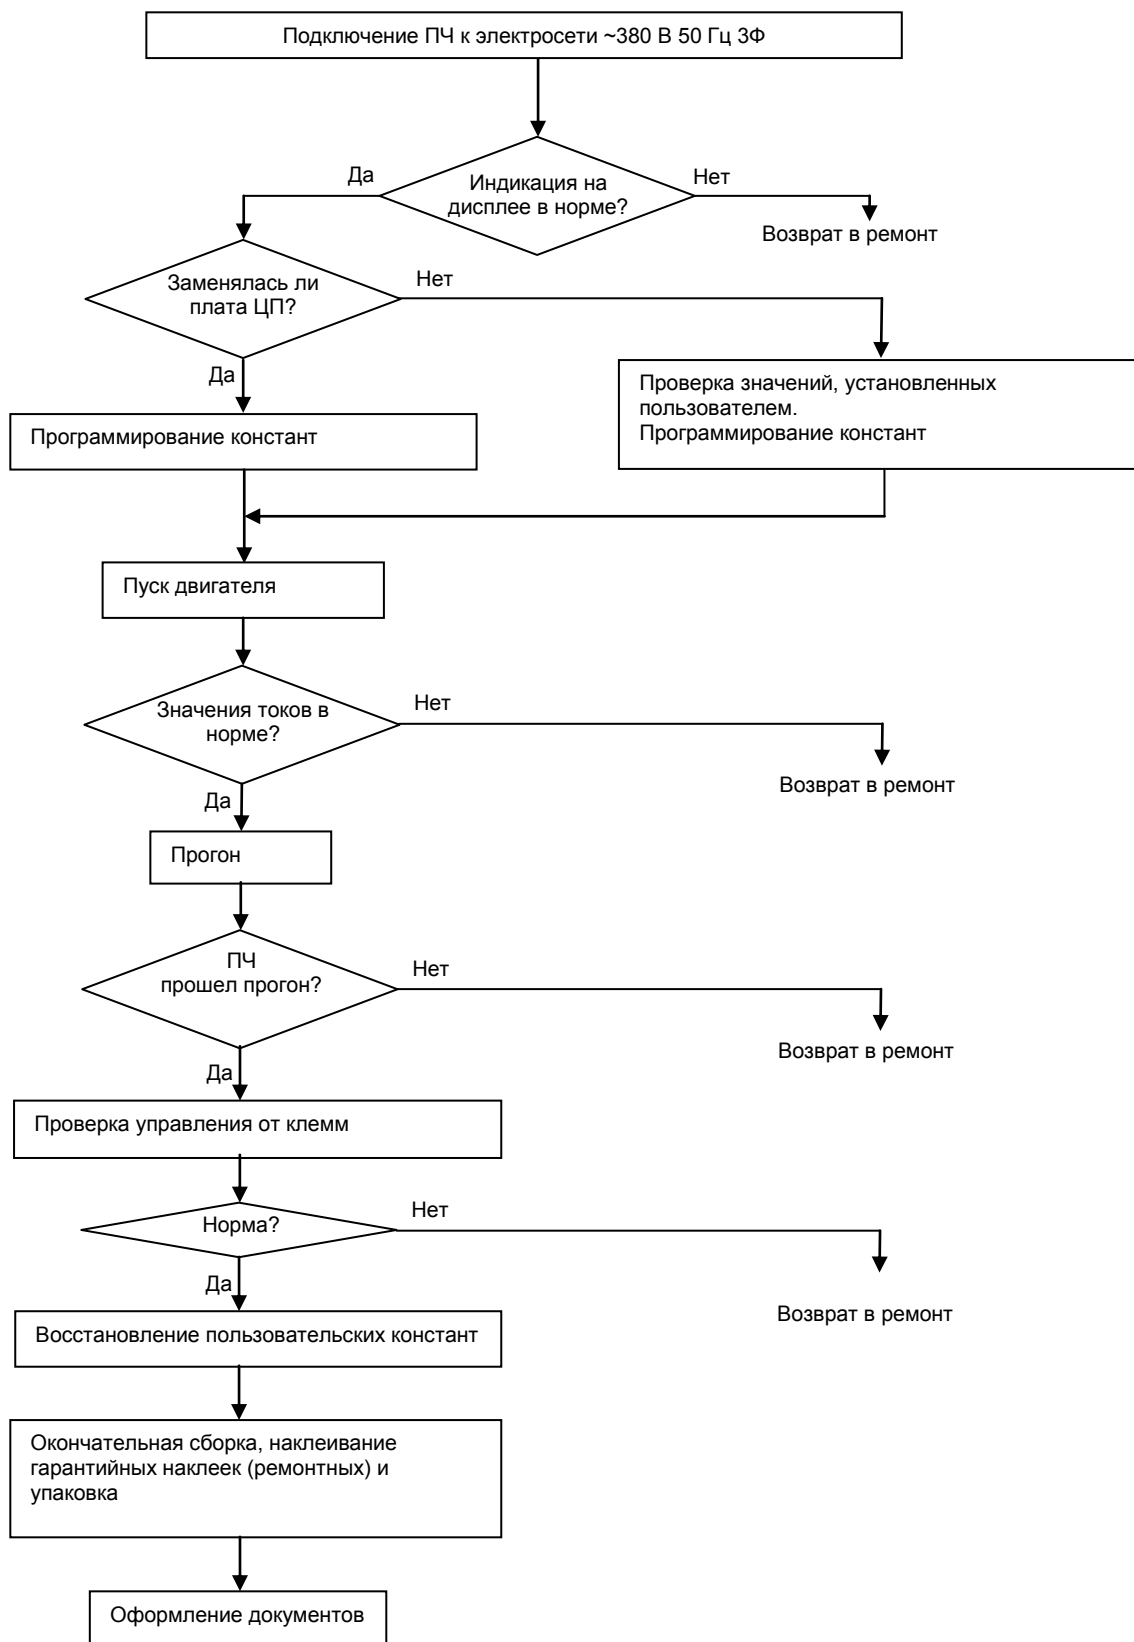 Подключение ПЧ к электросети ~380 В 50 Гц 3Ф
Да
Индикация на
дисплее в норме?
Нет
Возврат в ремонт
Заменялась ли
плата ЦП?
Нет
Да
Проверка значений, установленных
пользователем.
Программирование констант
Программирование констант
Пуск двигателя
Значения токов в
норме?
Нет
Возврат в ремонт
Да
Прогон
ПЧ
прошел прогон?
Нет
Возврат в ремонт
Да
Проверка управления от клемм
Норма?
Нет
Возврат в ремонт
Да
Восстановление пользовательских констант
Окончательная сборка, наклеивание
гарантийных наклеек (ремонтных) и
упаковка
Оформление документов